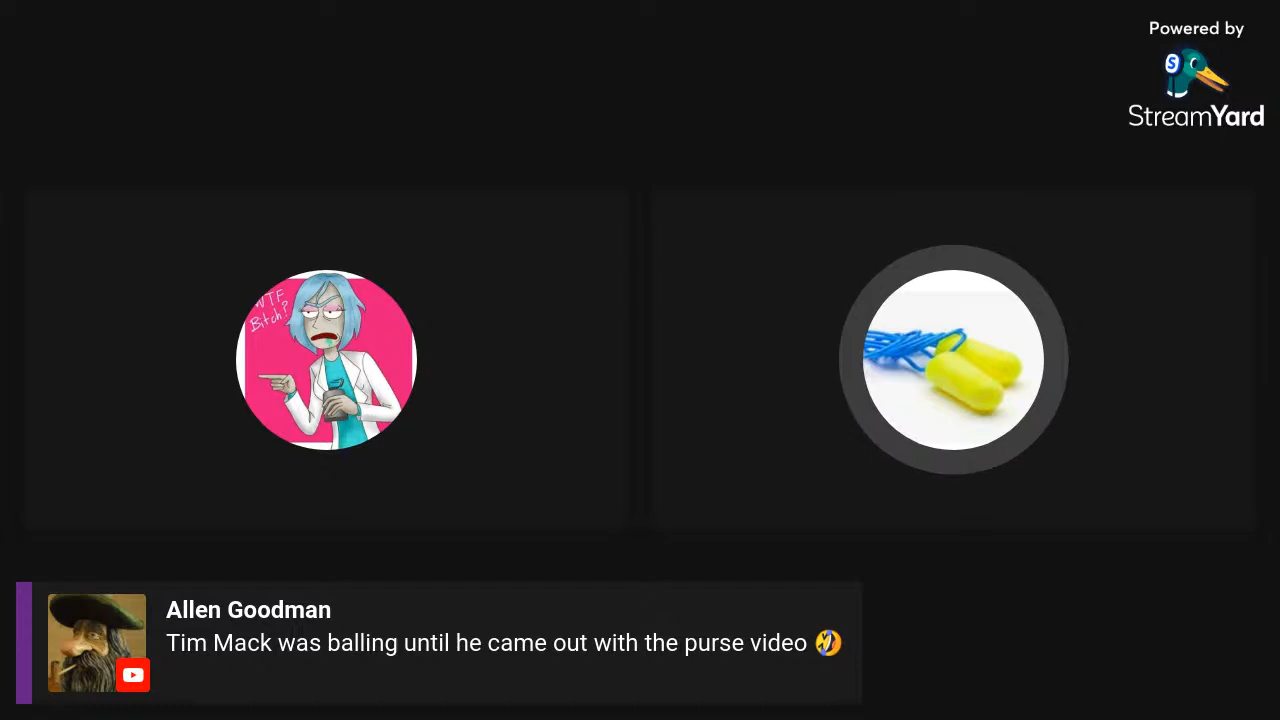 Powered by
S
StreamYard
WTF
Bitch?
Allen Goodman
Tim Mack was balling until he came out with the purse video 🤣